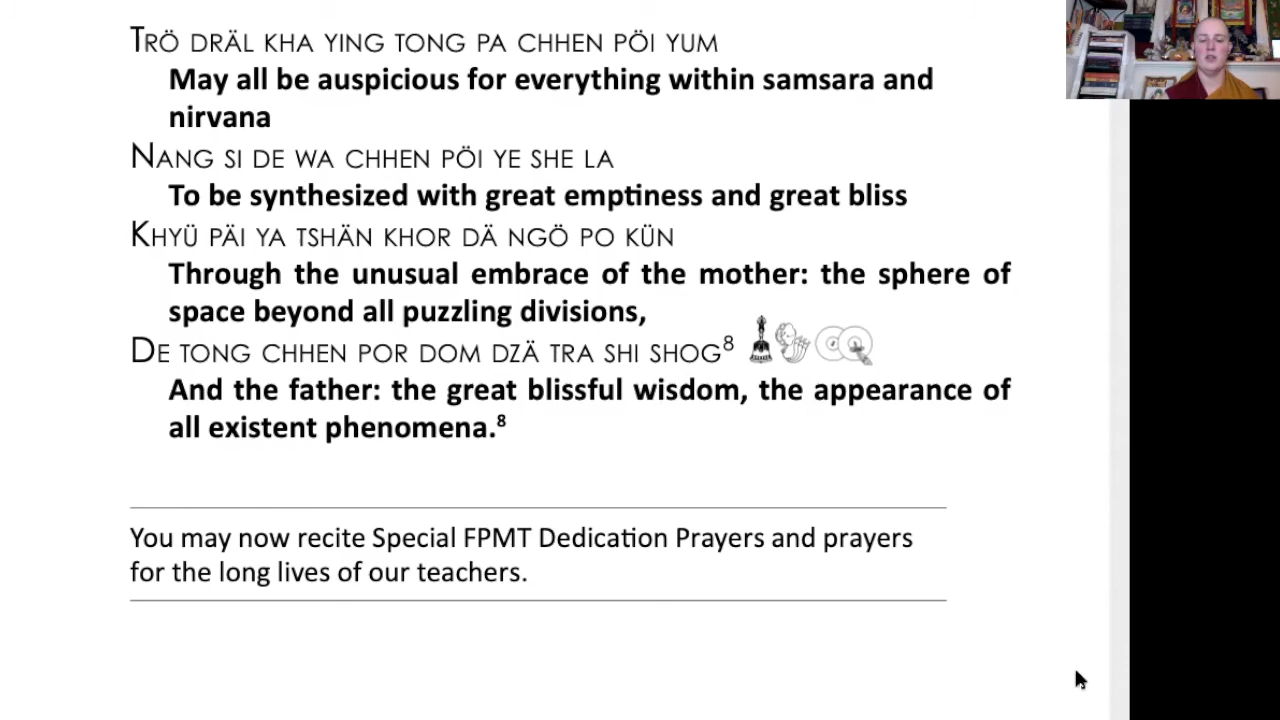 TRÖ DRÄL KHA YING TONG PA CHHEN PÖI YUM
May all be auspicious for everything within samsara and
nirvana
NANG SI DE WA CHHEN PÖI YE SHE LA
To be synthesized with great emptiness and great bliss
KHYÜ PÄI YA TSHÄN KHOR DÄ NGÖ PO KÜN
Through the unusual embrace of the mother: the sphere of
space beyond all puzzling divisions,
DE TONG CHHEN POR DOM DZÄ TRA SHI SHOG⁸
And the father: the great blissful wisdom, the appearance of
all existent phenomena.⁸
You may now recite Special FPMT Dedication Prayers and prayers
for the long lives of our teachers.